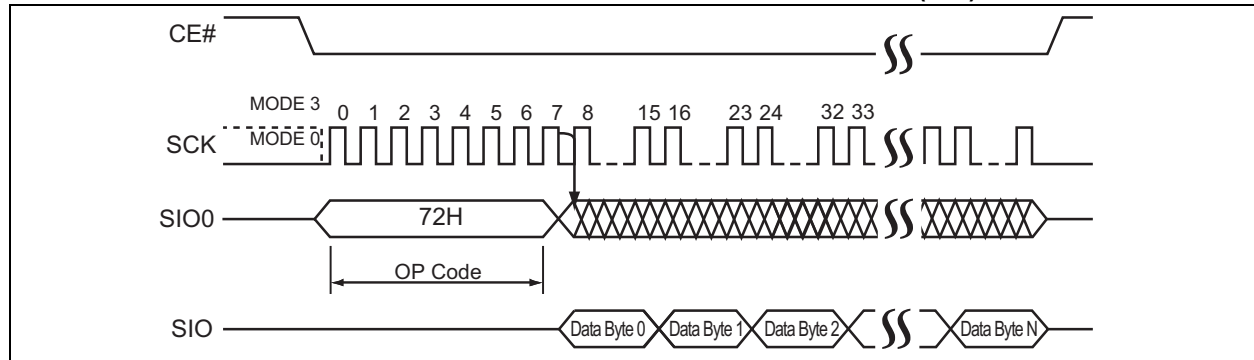 CE#
MODE 3
0 1 2 3 4 5 6 7 8 15 16 23 24 32 33
SCK
MODE 0
SIO0
72H
OP Code
SIO
Data Byte 0 Data Byte 1 Data Byte 2 Data Byte N